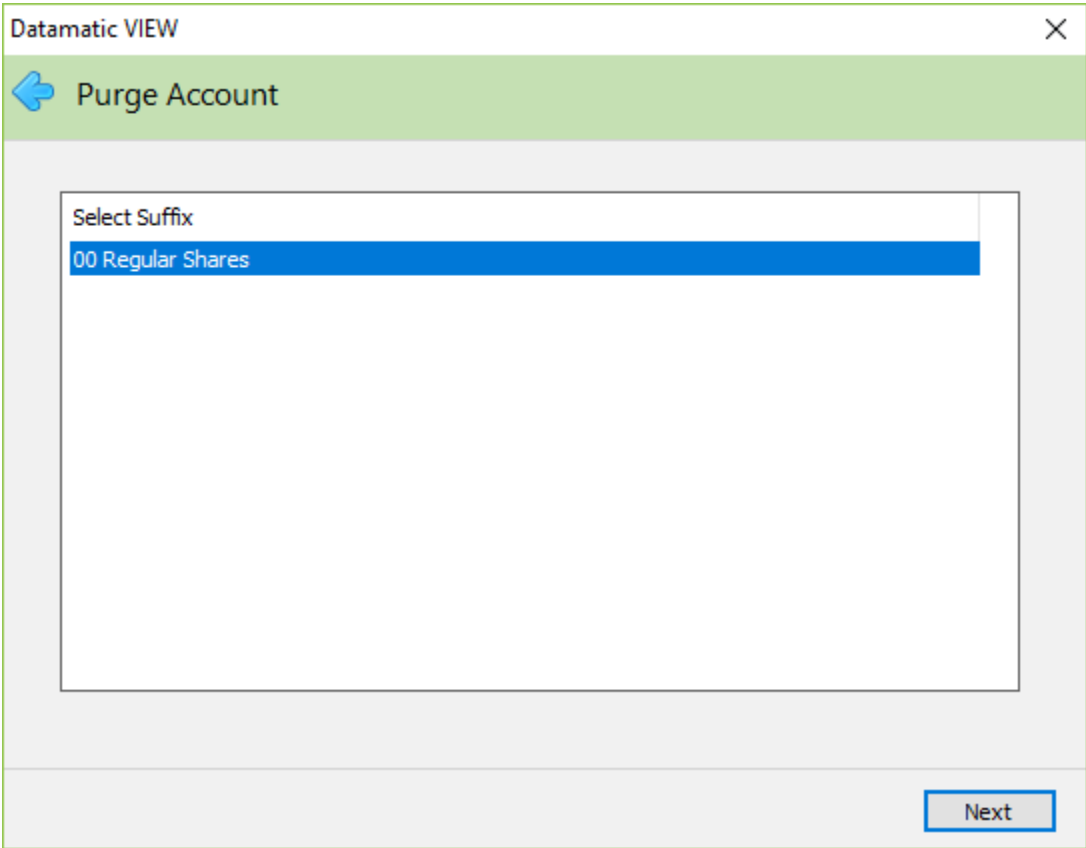 Datamatic VIEW
Purge Account
Select Suffix
00 Regular Shares
Next